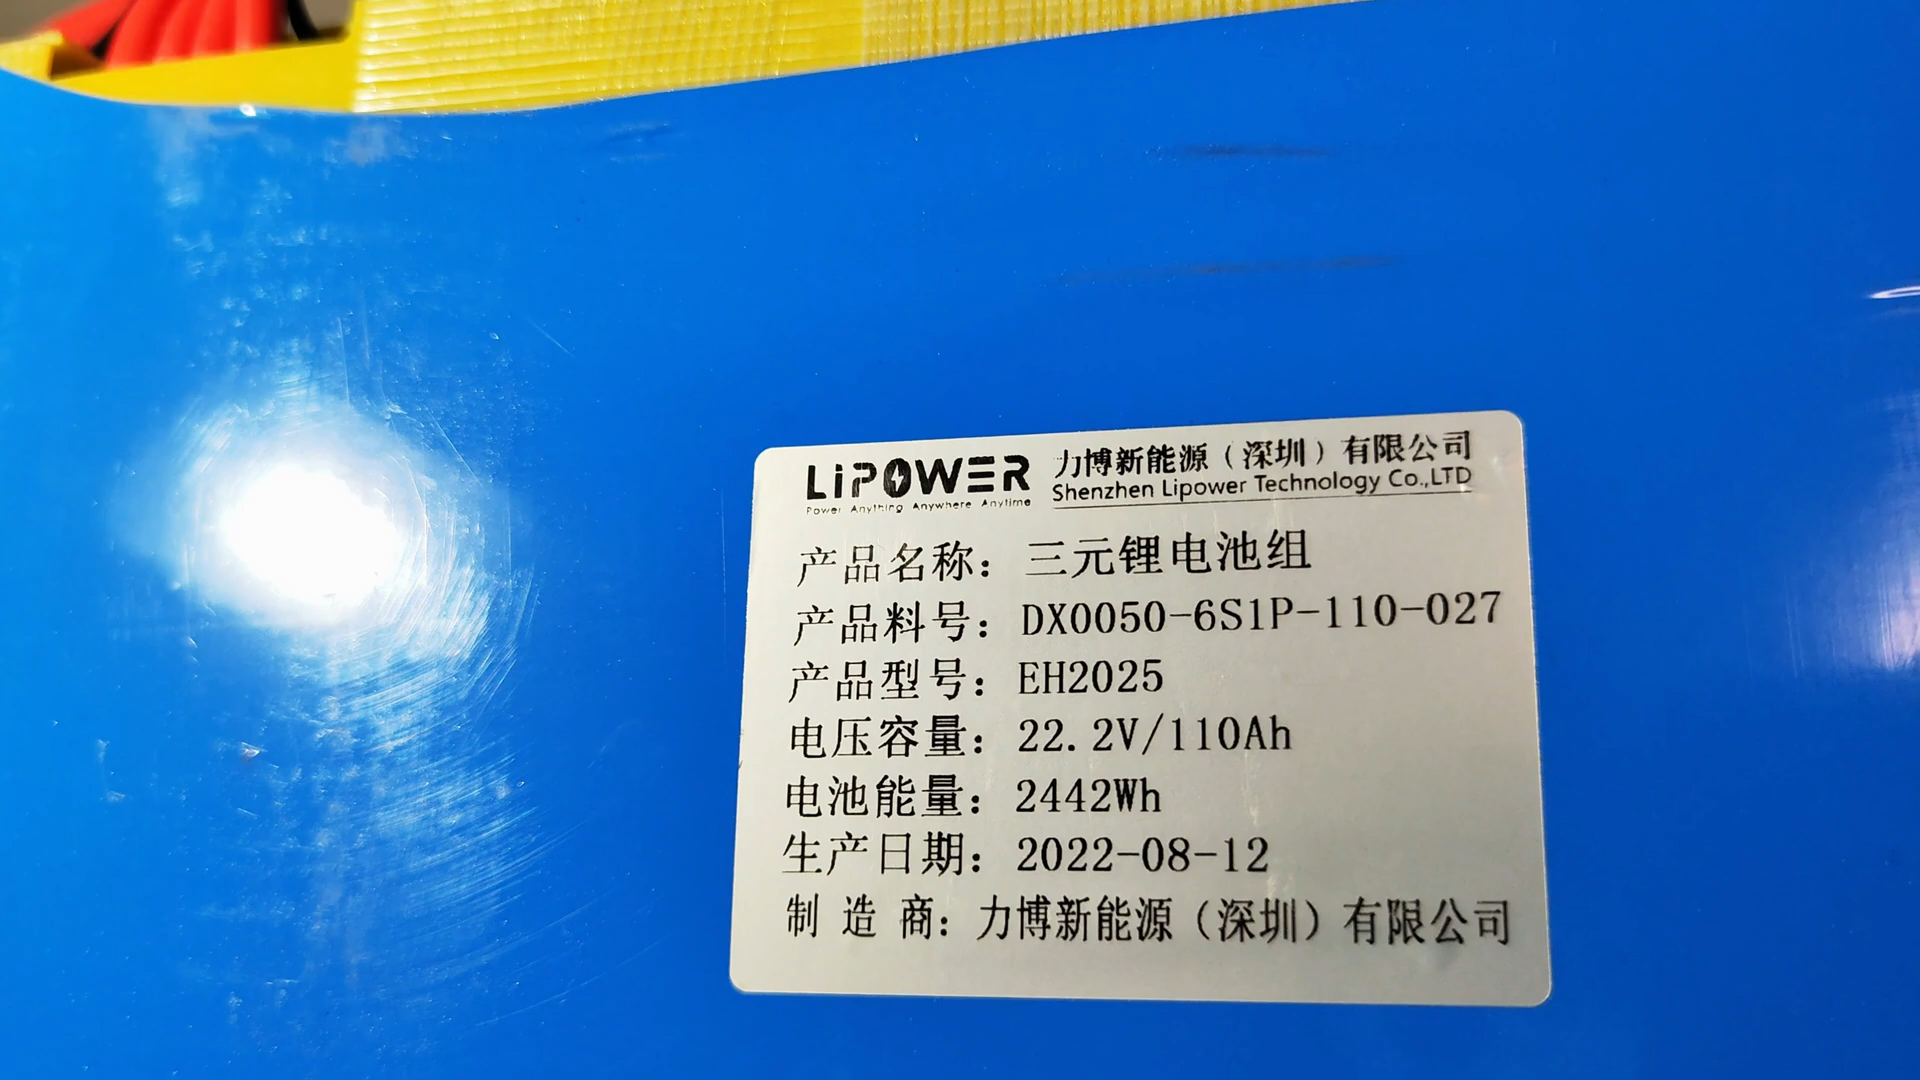 LiPOWER 力博新能源（深圳）有限公司
Power Anything Anywhere Anytime Shenzhen Lipower Technology Co.,LTD
产品名称：三元锂电池组
产品料号：DX0050-6S1P-110-027
产品型号：EH2025
电压容量：22.2V/110Ah
电池能量：2442Wh
生产日期：2022-08-12
制 造 商：力博新能源（深圳）有限公司